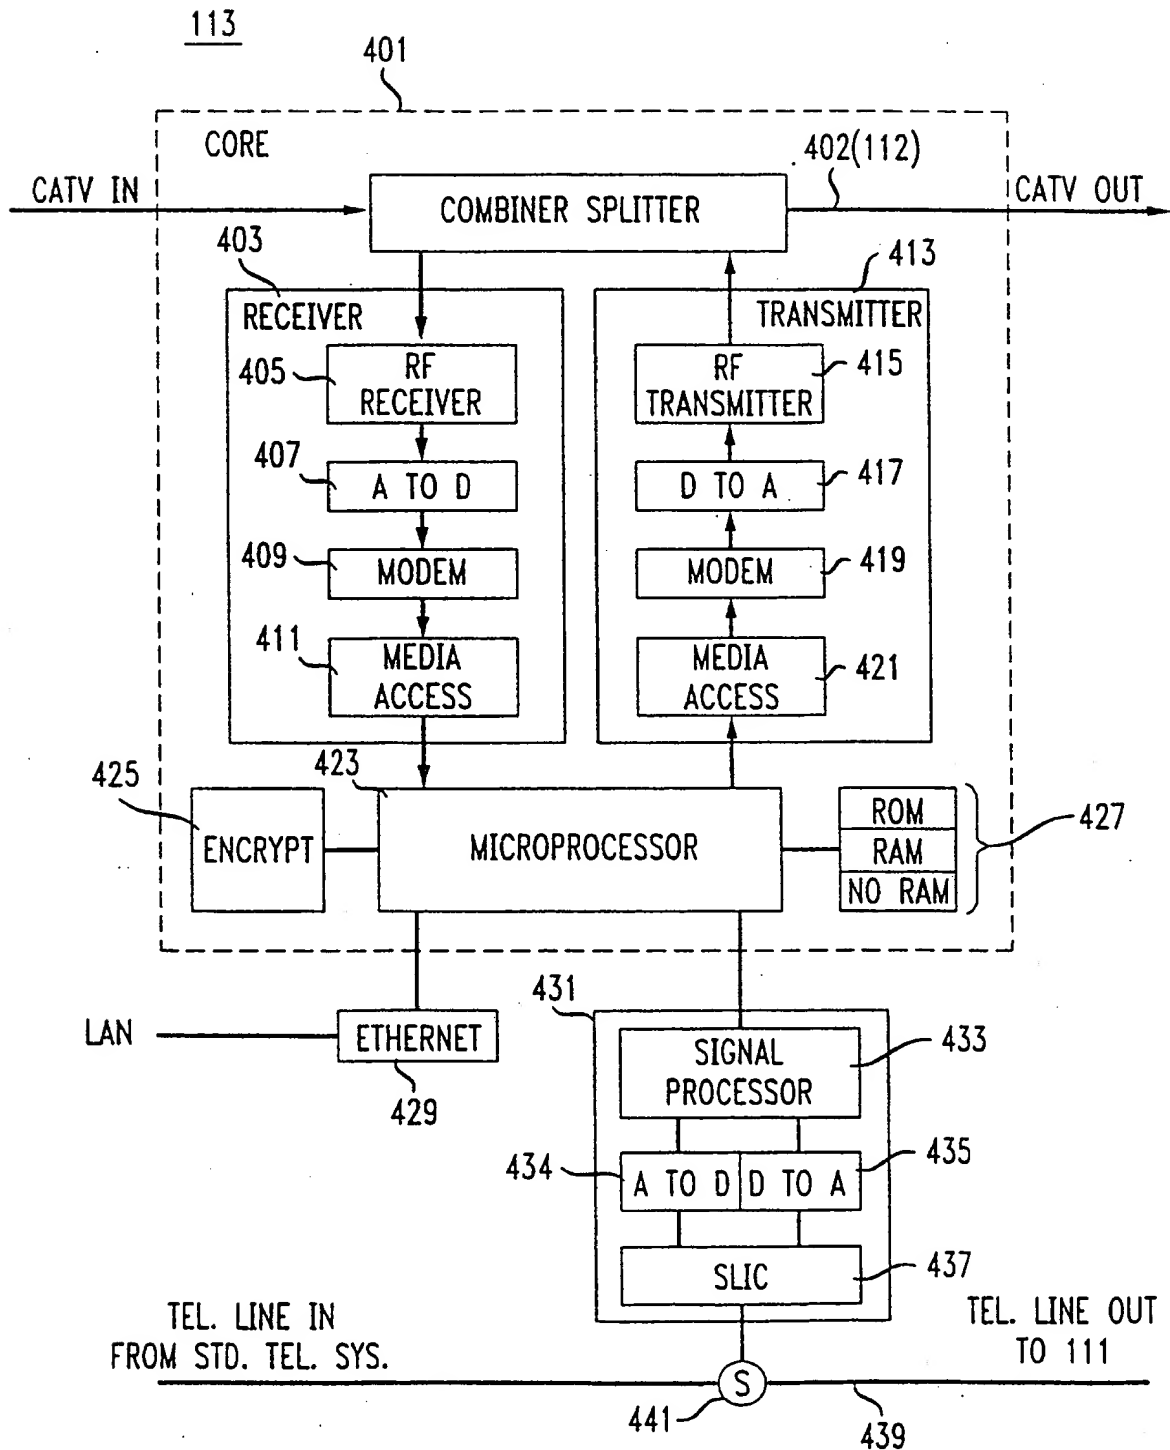 113
401
CORE
402(112)
CATV IN
CATV OUT
COMBINER SPLITTER
403
413
RECEIVER
TRANSMITTER
405
RF
RECEIVER
RF
TRANSMITTER
415
407
A TO D
D TO A
417
409
MODEM
MODEM
419
411
MEDIA
ACCESS
MEDIA
ACCESS
421
425
423
ENCRYPT
MICROPROCESSOR
ROM
RAM
NO RAM
427
431
LAN
ETHERNET
429
SIGNAL
PROCESSOR
433
434
A TO D
D TO A
435
SLIC
437
TEL. LINE IN
FROM STD. TEL. SYS.
TEL. LINE OUT
TO 111
S
441
439